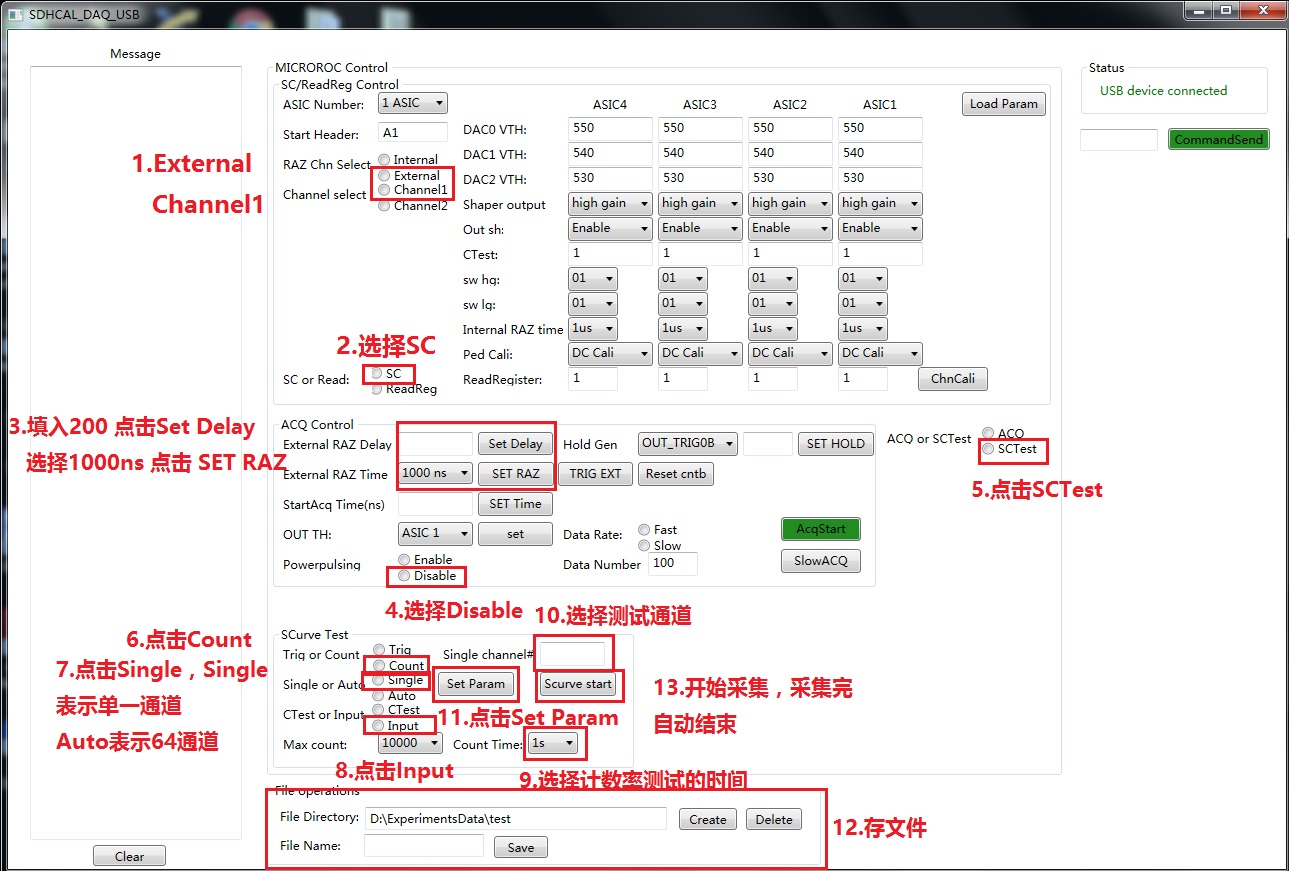 SDHCAL_DAQ_USB
Message
MICROROC Control
SC/ReadReg Control
Status
USB device connected
CommandSend
ASIC Number: 1 ASIC
ASIC4 ASIC3 ASIC2 ASIC1
Load Param
Start Header: A1
DAC0 VTH: 550 550 550 550
DAC1 VTH: 540 540 540 540
DAC2 VTH: 530 530 530 530
RAZ Chn Select Internal
External
Channel select Channel1
Channel2
1.External
Channel1
Shaper output high gain high gain high gain high gain
Out sh: Enable Enable Enable Enable
CTest: 1 1 1 1
sw hg: 01 01 01 01
sw lg: 01 01 01 01
Internal RAZ time 1us 1us 1us 1us
Ped Cali: DC Cali DC Cali DC Cali DC Cali
ReadRegister: 1 1 1 1
ChnCali
2.选择SC
SC or Read: SC
ReadReg
3.填入200 点击Set Delay
选择1000ns 点击 SET RAZ
ACQ Control
External RAZ Delay Set Delay Hold Gen OUT_TRIG0B SET HOLD
External RAZ Time 1000 ns SET RAZ TRIG EXT Reset cntb
StartAcq Time(ns) SET Time
OUT TH: ASIC 1 set
Data Rate: Fast
Slow
AcqStart
Powerpulsing Enable
Disable
Data Number 100
SlowACQ
ACQ or SCTest ACQ
SCTest
5.点击SCTest
4.选择Disable
10.选择测试通道
6.点击Count
7.点击Single，Single
表示单一通道
Auto表示64通道
SCurve Test
Trig or Count Trig
Count
Single channel#
Single or Auto Single
Auto
Set Param Scurve start
CTest or Input CTest
Input
11.点击Set Param
Max count: 10000 Count Time: 1s
13.开始采集，采集完
自动结束
8.点击Input
9.选择计数率测试的时间
File operations
File Directory: D:\ExperimentsData\test Create Delete
File Name: Save
12.存文件
Clear